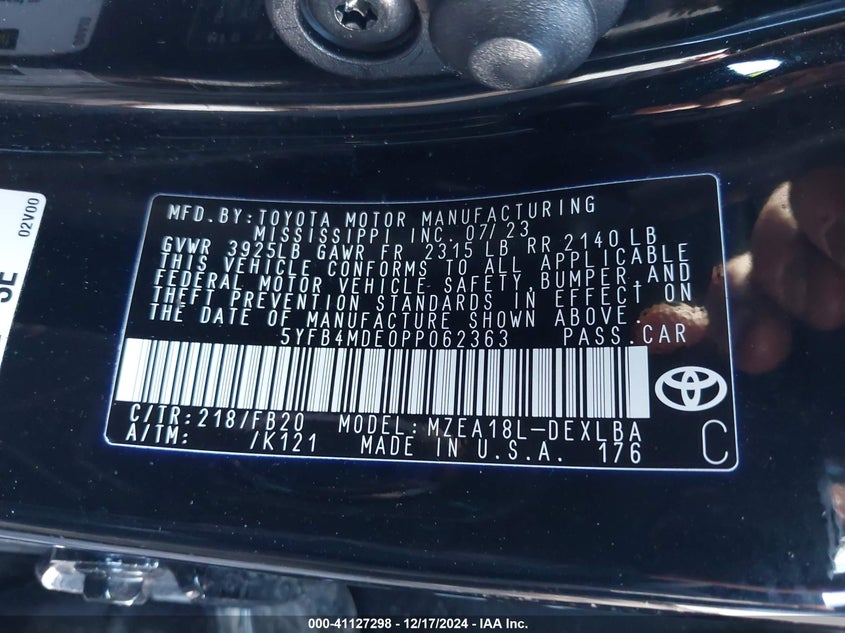 02V00
SE
MFD.BY:TOYOTA MOTOR MANUFACTURING
MISSISSIPPI INC. 07/23
GVWR 3925LB GAWR FR 2315 LB RR 2140 LB
THIS VEHICLE CONFORMS TO ALL APPLICABLE
FEDERAL MOTOR VEHICLE SAFETY,BUMPER,AND
THEFT PREVENTION STANDARDS IN EFFECT ON
THE DATE OF MANUFACTURE SHOWN ABOVE.
5YFB4MDE0PP062363 PASS.CAR
C/TR:218/FB20 MODEL:MZEA18L-DEXLBA
A/TM: /K121 MADE IN U.S.A. 176 C
000-41127298 - 12/17/2024 - IAA Inc.